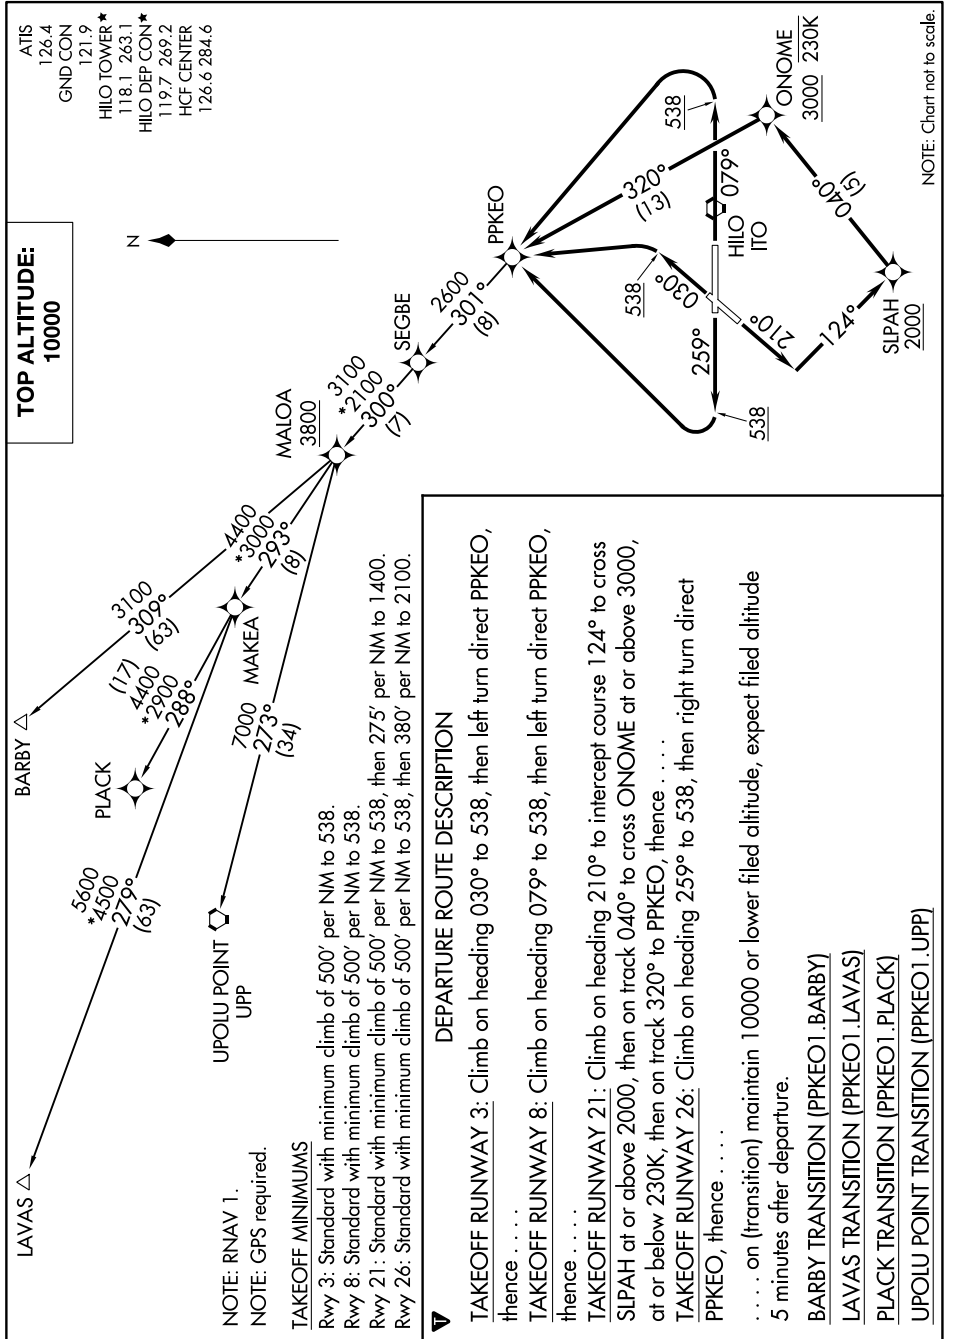 ATIS
126.4
GND CON
121.9
HILO TOWER★
118.1 263.1
HILO DEP CON★
119.7 269.2
HCF CENTER
126.6 284.6
TOP ALTITUDE:
10000
N
LAVAS
BARBY
PLACK
UPOLU POINT
UPP
MAKEA
MALOA
3800
SEGBE
PPKEO
5600
*4500
279°
(63)
3100
309°
(63)
(17)
4400
*2900
288°
7000
273°
(34)
4400
*3000
293°
(8)
3100
*2100
300°
(7)
2600
301°
(8)
320°
(13)
538
079°
HILO
ITO
538
030°
259°
538
210°
124°
SLPAH
2000
040°
(5)
ONOME
3000 230K
NOTE: Chart not to scale.
NOTE: RNAV 1.
NOTE: GPS required.
TAKEOFF MINIMUMS
Rwy 3: Standard with minimum climb of 500' per NM to 538.
Rwy 8: Standard with minimum climb of 500' per NM to 538.
Rwy 21: Standard with minimum climb of 500' per NM to 538, then 275' per NM to 1400.
Rwy 26: Standard with minimum climb of 500' per NM to 538, then 380' per NM to 2100.
T
DEPARTURE ROUTE DESCRIPTION
TAKEOFF RUNWAY 3: Climb on heading 030° to 538, then left turn direct PPKEO,
thence . . . .
TAKEOFF RUNWAY 8: Climb on heading 079° to 538, then left turn direct PPKEO,
thence . . . .
TAKEOFF RUNWAY 21: Climb on heading 210° to intercept course 124° to cross
SLPAH at or above 2000, then on track 040° to cross ONOME at or above 3000,
at or below 230K, then on track 320° to PPKEO, thence . . . .
TAKEOFF RUNWAY 26: Climb on heading 259° to 538, then right turn direct
PPKEO, thence . . . .
. . . . on (transition) maintain 10000 or lower filed altitude, expect filed altitude
5 minutes after departure.
BARBY TRANSITION (PPKEO1.BARBY)
LAVAS TRANSITION (PPKEO1.LAVAS)
PLACK TRANSITION (PPKEO1.PLACK)
UPOLU POINT TRANSITION (PPKEO1.UPP)